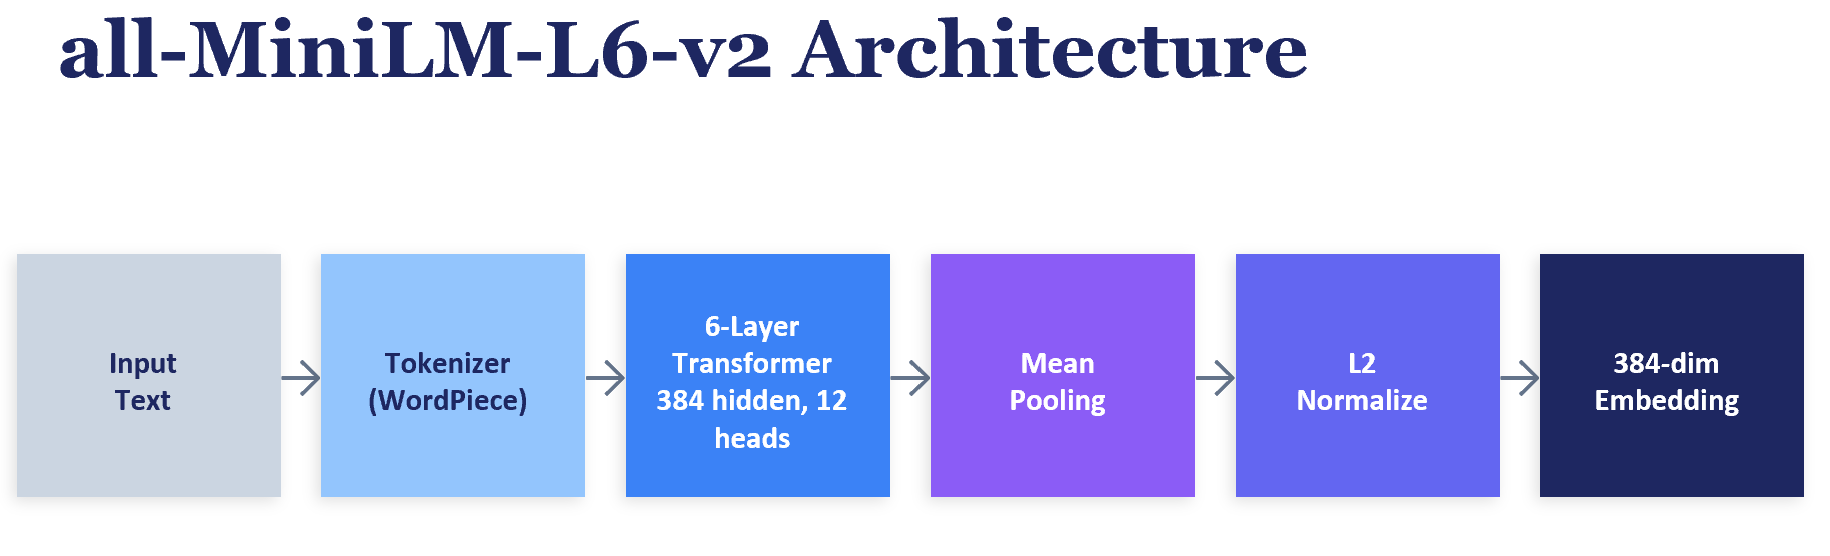 all-MiniLM-L6-v2 Architecture
Input
Text
Tokenizer
(WordPiece)
6-Layer
Transformer
384 hidden, 12
heads
Mean
Pooling
L2
Normalize
384-dim
Embedding